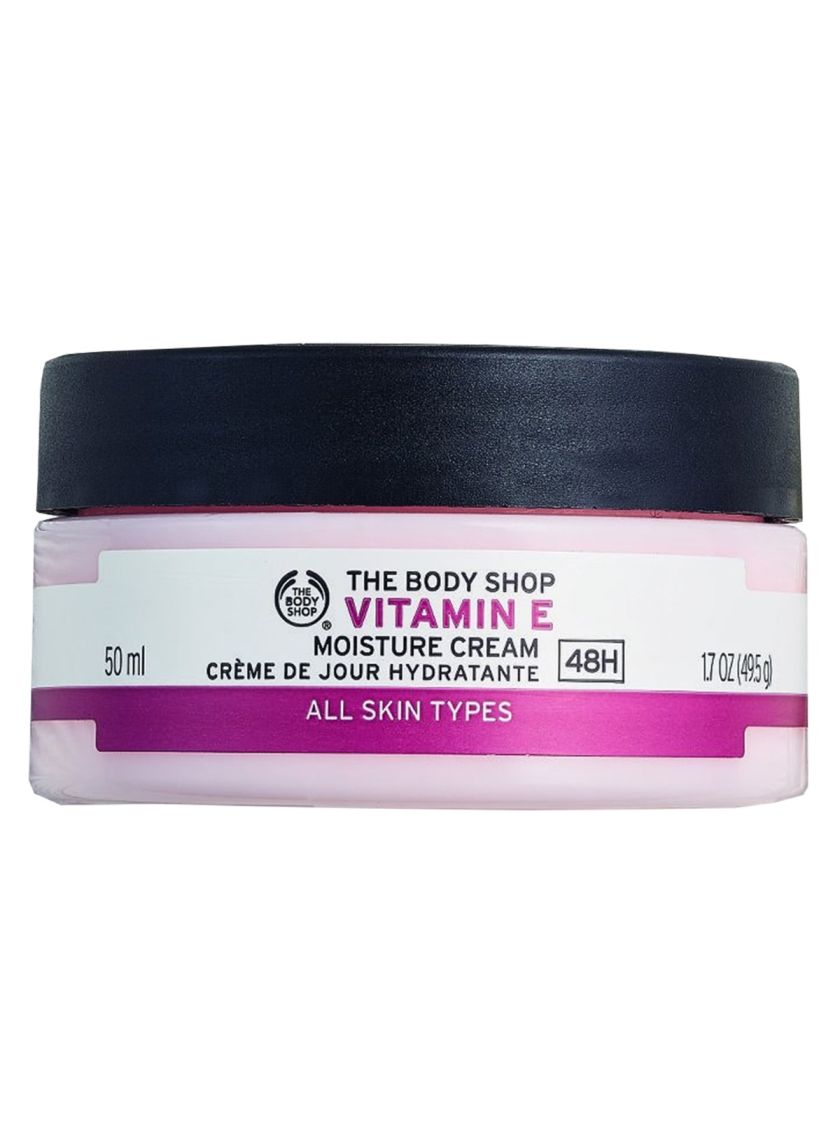 THE BODY SHOP
VITAMIN E
MOISTURE CREAM
CRÈME DE JOUR HYDRATANTE
48H
THE
BODY
SHOP
®
50 ml
1.7 OZ (49.5 g)
ALL SKIN TYPES